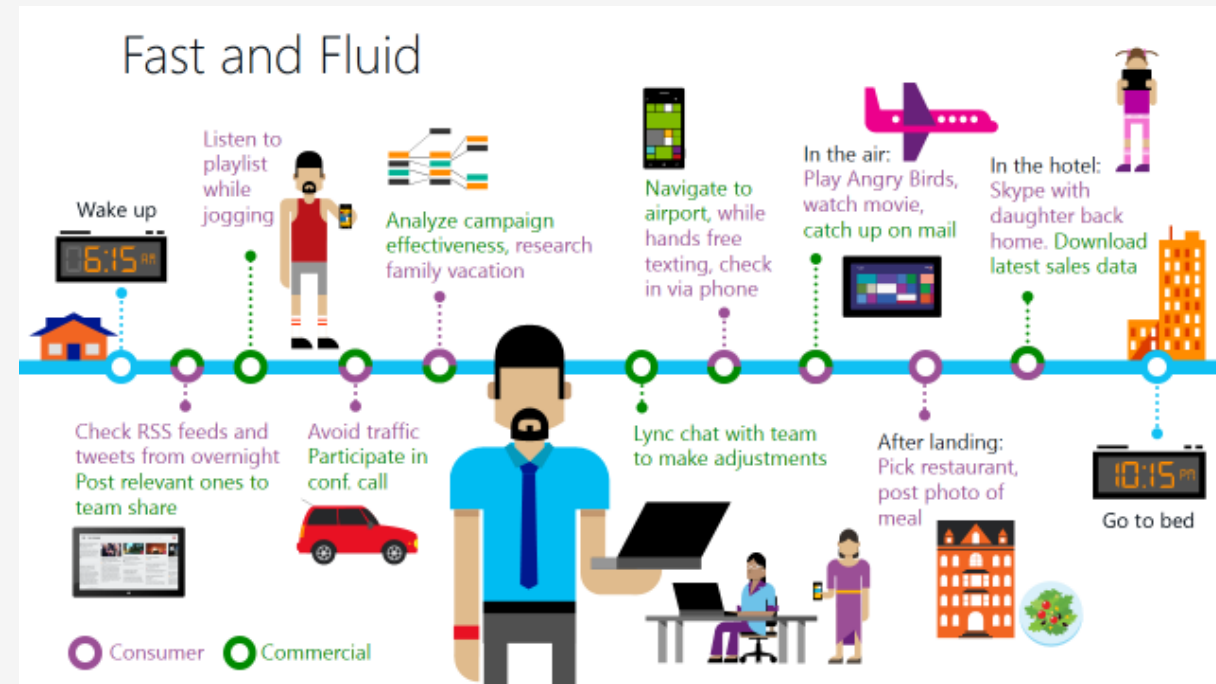 Fast and Fluid
Wake up
6:15 AM
Check RSS feeds and
tweets from overnight
Post relevant ones to
team share
Listen to
playlist
while
jogging
Avoid traffic
Participate in
conf. call
Analyze campaign
effectiveness, research
family vacation
Lync chat with team
to make adjustments
Navigate to
airport, while
hands free
texting, check
in via phone
In the air:
Play Angry Birds,
watch movie,
catch up on mail
After landing:
Pick restaurant,
post photo of
meal
In the hotel:
Skype with
daughter back
home. Download
latest sales data
10:15 PM
Go to bed
Consumer
Commercial